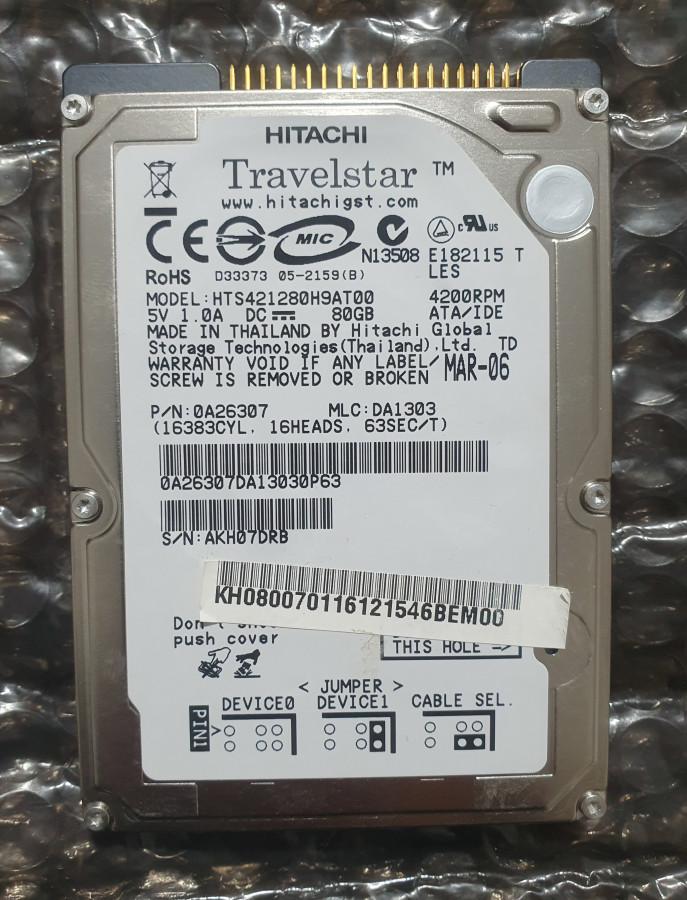 HITACHI
Travelstar ™
www.hitachigst.com
CE MIC N13508 c RU us E182115 T
RoHS D33373 05-2159(B) LES
MODEL:HTS421280H9AT00 4200RPM
5V 1.0A DC 80GB ATA/IDE
MADE IN THAILAND BY Hitachi Global
Storage Technologies(Thailand).Ltd. TD
WARRANTY VOID IF ANY LABEL/ MAR-06
SCREW IS REMOVED OR BROKEN
P/N:0A26307 MLC:DA1303
(16383CYL. 16HEADS. 63SEC/T)
0A26307DA13030P63
S/N:AKH07DRB
KH080070116121546BEM00
push cover
THIS HOLE ->
< JUMPER >
DEVICE0 DEVICE1 CABLE SEL.
PIN1